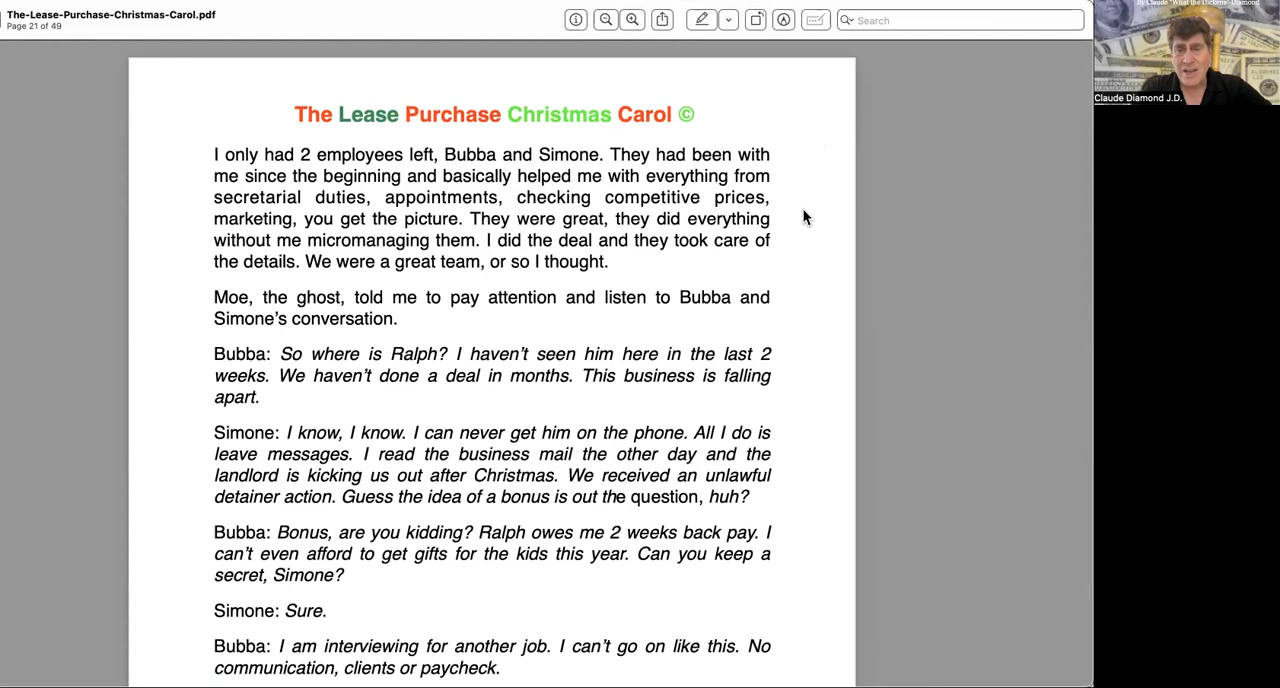 The-Lease-Purchase-Christmas-Carol.pdf
Page 21 of 49
Search
By Claude "What the Dickens" Diamond
Claude Diamond J.D.
The Lease Purchase Christmas Carol ©
I only had 2 employees left, Bubba and Simone. They had been with
me since the beginning and basically helped me with everything from
secretarial duties, appointments, checking competitive prices,
marketing, you get the picture. They were great, they did everything
without me micromanaging them. I did the deal and they took care of
the details. We were a great team, or so I thought.
Moe, the ghost, told me to pay attention and listen to Bubba and
Simone’s conversation.
Bubba: So where is Ralph? I haven’t seen him here in the last 2
weeks. We haven’t done a deal in months. This business is falling
apart.
Simone: I know, I know. I can never get him on the phone. All I do is
leave messages. I read the business mail the other day and the
landlord is kicking us out after Christmas. We received an unlawful
detainer action. Guess the idea of a bonus is out the question, huh?
Bubba: Bonus, are you kidding? Ralph owes me 2 weeks back pay. I
can’t even afford to get gifts for the kids this year. Can you keep a
secret, Simone?
Simone: Sure.
Bubba: I am interviewing for another job. I can’t go on like this. No
communication, clients or paycheck.